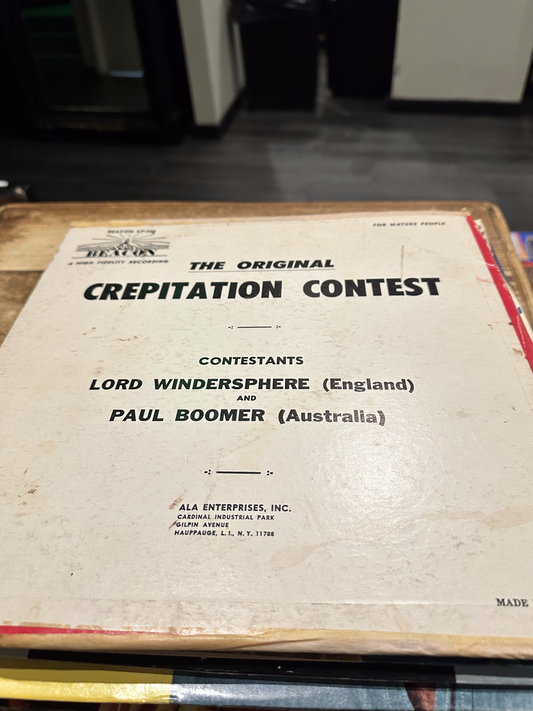 FOR MATURE PEOPLE
BEACON
A HIGH FIDELITY RECORDING
THE ORIGINAL
CREPITATION CONTEST
CONTESTANTS
LORD WINDERSPHERE (England)
AND
PAUL BOOMER (Australia)
ALA ENTERPRISES, INC.
CARDINAL INDUSTRIAL PARK
GILPIN AVENUE
HAUPPAUGE, L. I., N. Y. 11788
MADE